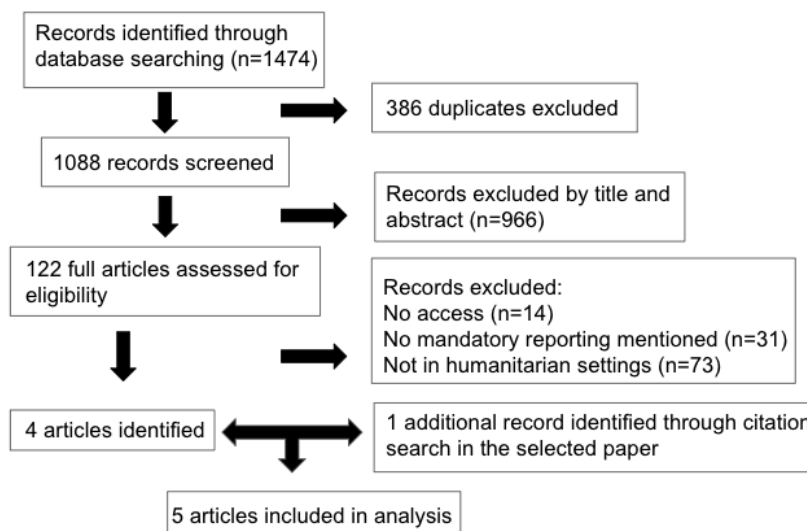 Records identified through
database searching (n=1474)
386 duplicates excluded
1088 records screened
Records excluded by title and
abstract (n=966)
122 full articles assessed for
eligibility
Records excluded:
No access (n=14)
No mandatory reporting mentioned (n=31)
Not in humanitarian settings (n=73)
4 articles identified
1 additional record identified through citation
search in the selected paper
5 articles included in analysis